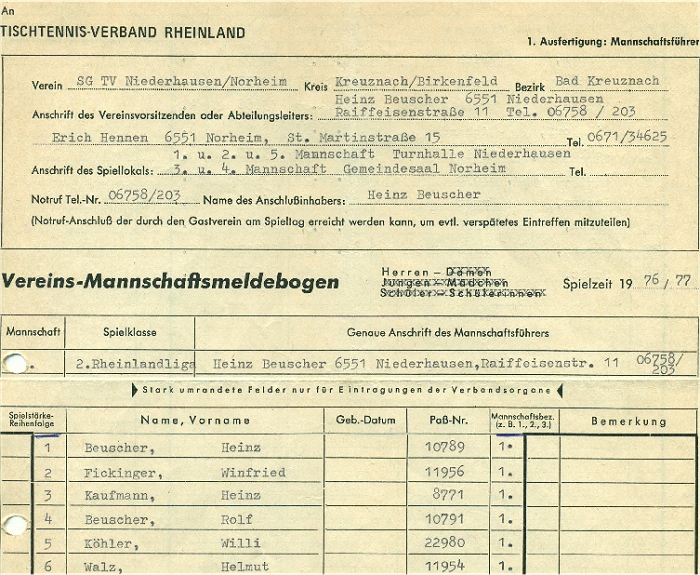 An
TISCHTENNIS-VERBAND RHEINLAND
1. Ausfertigung: Mannschaftsführer
Verein SG TV Niederhausen/Norheim Kreis Kreuznach/Birkenfeld Bezirk Bad Kreuznach
Heinz Beuscher 6551 Niederhausen
Anschrift des Vereinsvorsitzenden oder Abteilungsleiters: Raiffeisenstraße 11 Tel. 06758 / 203
Erich Hennen 6551 Norheim, St. Martinstraße 15 Tel. 0671/34625
1. u. 2. u. 5. Mannschaft Turnhalle Niederhausen
Anschrift des Spiellokals: 3. u. 4. Mannschaft Gemeindesaal Norheim Tel.
Notruf Tel.-Nr. 06758/203 Name des Anschlußinhabers: Heinz Beuscher
(Notruf-Anschluß der durch den Gastverein am Spieltag erreicht werden kann, um evtl. verspätetes Eintreffen mitzuteilen)
Vereins-Mannschaftsmeldebogen
Herren – Damen
Jungen – Mädchen
Schüler – Schülerinnen
Spielzeit 19 76/77
Mannschaft Spielklasse Genaue Anschrift des Mannschaftsführers
. 2.Rheinlandliga Heinz Beuscher 6551 Niederhausen,Raiffeisenstr. 11 06758/203
Stark umrandete Felder nur für Eintragungen der Verbandsorgane
Spielstärke-Reihenfolge Name, Vorname Geb.-Datum Paß-Nr. Mannschaftsbez. (z. B. 1., 2., 3.) Bemerkung
1 Beuscher, Heinz 10789 1.
2 Fickinger, Winfried 11956 1.
3 Kaufmann, Heinz 8771 1.
4 Beuscher, Rolf 10791 1.
5 Köhler, Willi 22980 1.
6 Walz, Helmut 11954 1.